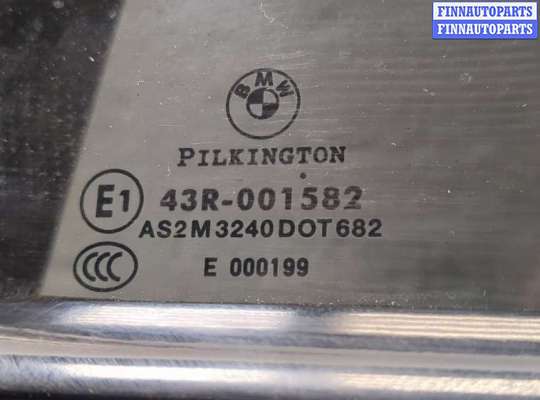 FINNAUTOPARTS
FINNAUTOPARTS
BMW
PILKINGTON
E1 43R-001582
AS2M3240DOT682
CCC E 000199